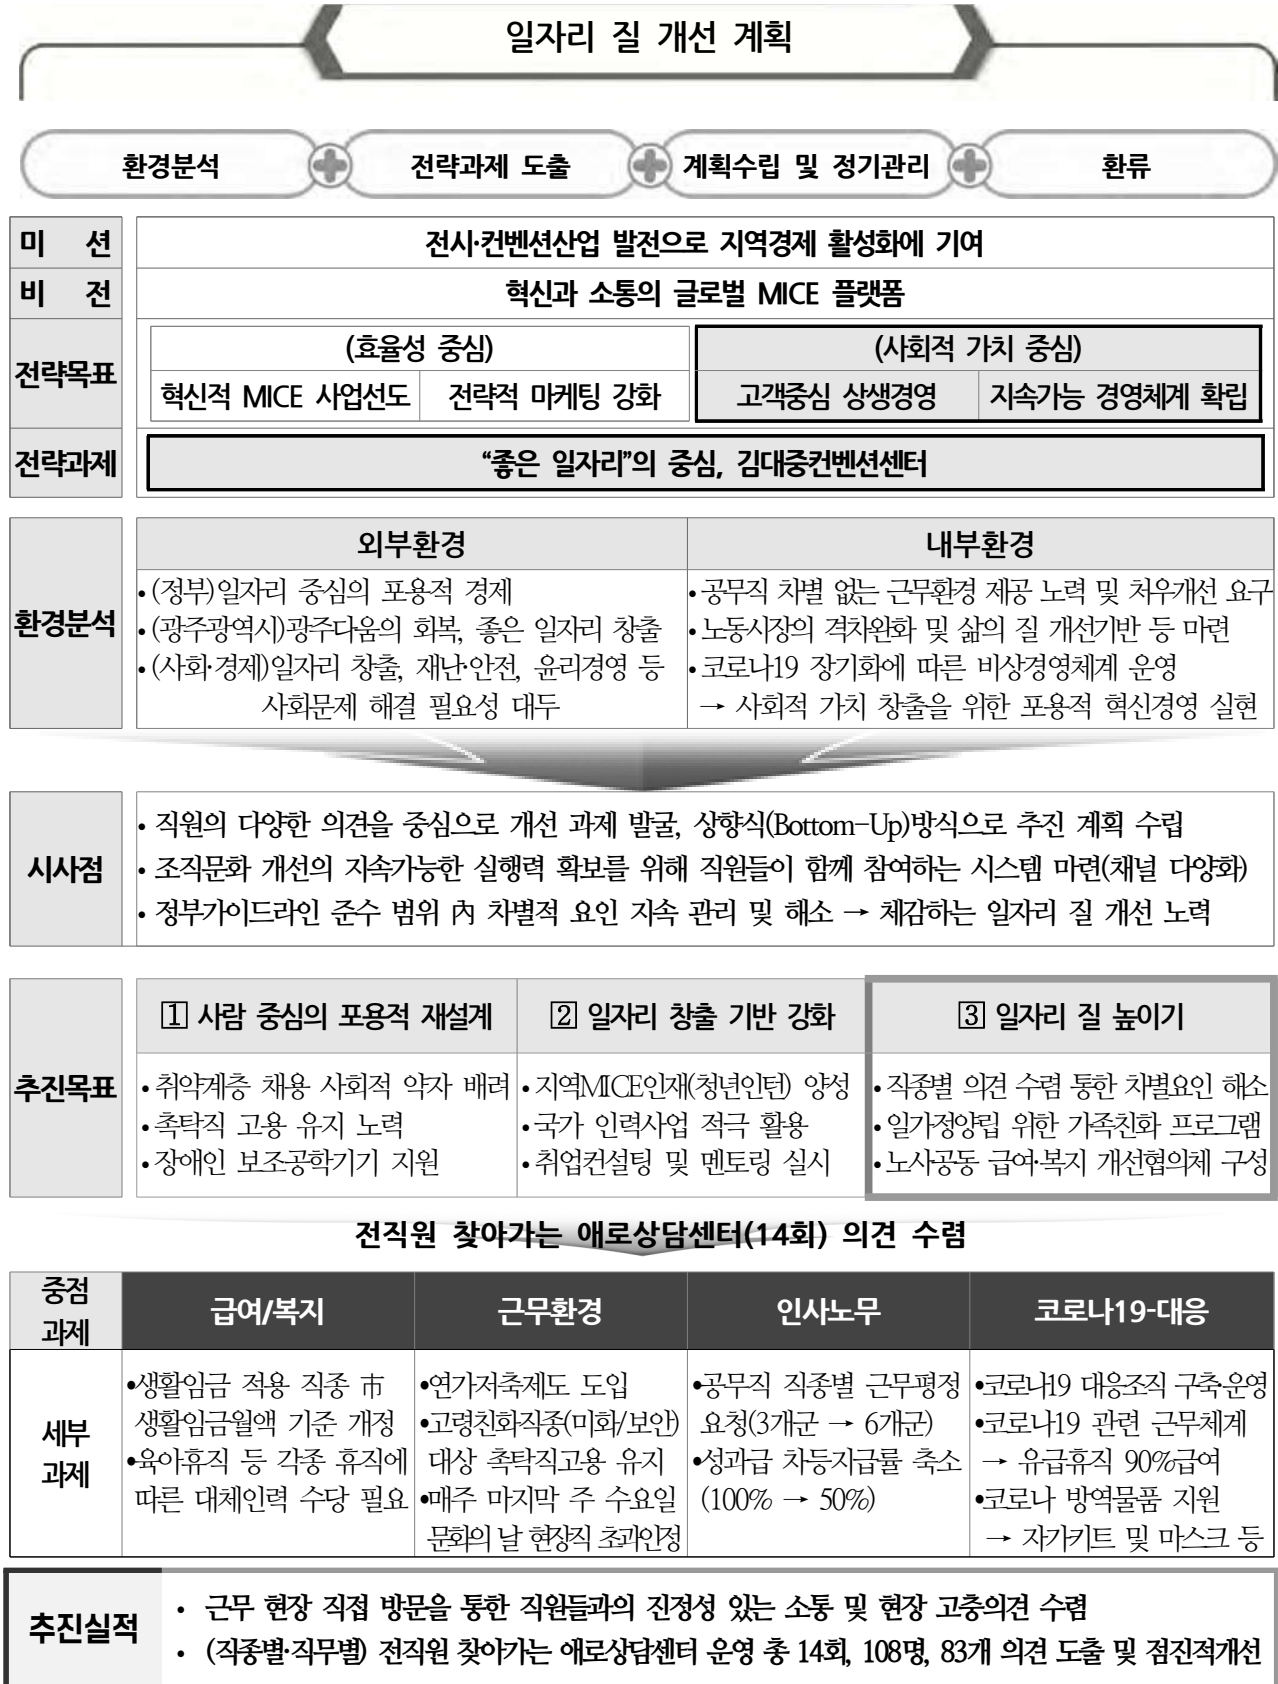 일자리 질 개선 계획
환경분석 전략과제 도출 계획수립 및 정기관리 환류
미 션 전시·컨벤션산업 발전으로 지역경제 활성화에 기여
비 전 혁신과 소통의 글로벌 MICE 플랫폼
전략목표
(효율성 중심) (사회적 가치 중심)
혁신적 MICE 사업선도 전략적 마케팅 강화 고객중심 상생경영 지속가능 경영체계 확립
전략과제 “좋은 일자리”의 중심, 김대중컨벤션센터
환경분석
외부환경
•(정부)일자리 중심의 포용적 경제
•(광주광역시)광주다움의 회복, 좋은 일자리 창출
•(사회·경제)일자리 창출, 재난·안전, 윤리경영 등
사회문제 해결 필요성 대두
내부환경
•공무직 차별 없는 근무환경 제공 노력 및 처우개선 요구
•노동시장의 격차완화 및 삶의 질 개선기반 등 마련
•코로나19 장기화에 따른 비상경영체계 운영
→ 사회적 가치 창출을 위한 포용적 혁신경영 실현
시사점
• 직원의 다양한 의견을 중심으로 개선 과제 발굴, 상향식(Bottom-Up)방식으로 추진 계획 수립
• 조직문화 개선의 지속가능한 실행력 확보를 위해 직원들이 함께 참여하는 시스템 마련(채널 다양화)
• 정부가이드라인 준수 범위 內 차별적 요인 지속 관리 및 해소 → 체감하는 일자리 질 개선 노력
추진목표
1 사람 중심의 포용적 재설계
•취약계층 채용 사회적 약자 배려
•촉탁직 고용 유지 노력
•장애인 보조공학기기 지원
2 일자리 창출 기반 강화
•지역MICE인재(청년인턴) 양성
•국가 인력사업 적극 활용
•취업컨설팅 및 멘토링 실시
3 일자리 질 높이기
•직종별 의견 수렴 통한 차별요인 해소
•일가정양립 위한 가족친화 프로그램
•노사공동 급여·복지 개선협의체 구성
전직원 찾아가는 애로상담센터(14회) 의견 수렴
중점
과제
급여/복지 근무환경 인사노무 코로나19-대응
세부
과제
•생활임금 적용 직종 市
생활임금월액 기준 개정
•육아휴직 등 각종 휴직에
따른 대체인력 수당 필요
•연가저축제도 도입
•고령친화직종(미화/보안)
대상 촉탁직고용 유지
•매주 마지막 주 수요일
문화의 날 현장직 초과인정
•공무직 직종별 근무평정
요청(3개군 → 6개군)
•성과급 차등지급률 축소
(100% → 50%)
•코로나19 대응조직 구축·운영
•코로나19 관련 근무체계
→ 유급휴직 90%급여
•코로나 방역물품 지원
→ 자가키트 및 마스크 등
추진실적
• 근무 현장 직접 방문을 통한 직원들과의 진정성 있는 소통 및 현장 고충의견 수렴
• (직종별·직무별) 전직원 찾아가는 애로상담센터 운영 총 14회, 108명, 83개 의견 도출 및 점진적개선